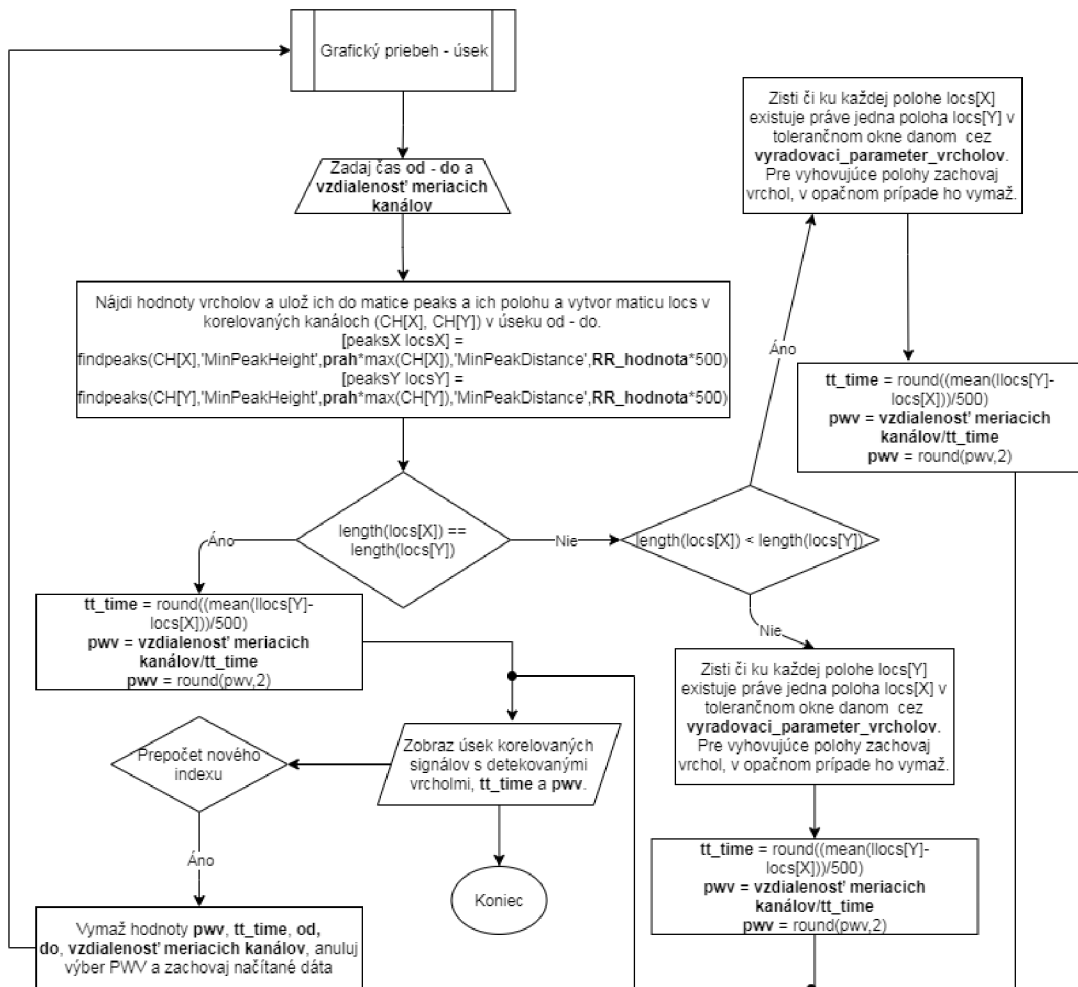 Grafický priebeh - úsek
Zadaj čas od - do a
vzdialenosť meriacich
kanálov
Nájdi hodnoty vrcholov a ulož ich do matice peaks a ich polohu a vytvor maticu locs v
korelovaných kanáloch (CH[X], CH[Y]) v úseku od - do.
[peaksX locsX] =
findpeaks(CH[X],'MinPeakHeight',prah*max(CH[X]),'MinPeakDistance',RR_hodnota*500)
[peaksY locsY] =
findpeaks(CH[Y],'MinPeakHeight',prah*max(CH[Y]),'MinPeakDistance',RR_hodnota*500)
length(locs[X]) ==
length(locs[Y])
Áno
Nie
length(locs[X]) < length(locs[Y])
Áno
Nie
Zisti či ku každej polohe locs[X]
existuje práve jedna poloha locs[Y] v
tolerančnom okne danom cez
vyradovaci_parameter_vrcholov.
Pre vyhovujúce polohy zachovaj
vrchol, v opačnom prípade ho vymaž.
tt_time = round((mean(llocs[Y]-
locs[X]))/500)
pwv = vzdialenosť meriacich
kanálov/tt_time
pwv = round(pwv,2)
tt_time = round((mean(llocs[Y]-
locs[X]))/500)
pwv = vzdialenosť meriacich
kanálov/tt_time
pwv = round(pwv,2)
Zisti či ku každej polohe locs[Y]
existuje práve jedna poloha locs[X] v
tolerančnom okne danom cez
vyradovaci_parameter_vrcholov.
Pre vyhovujúce polohy zachovaj
vrchol, v opačnom prípade ho vymaž.
tt_time = round((mean(llocs[Y]-
locs[X]))/500)
pwv = vzdialenosť meriacich
kanálov/tt_time
pwv = round(pwv,2)
Zobraz úsek korelovaných
signálov s detekovanými
vrcholmi, tt_time a pwv.
Prepočet nového
indexu
Áno
Koniec
Vymaž hodnoty pwv, tt_time, od,
do, vzdialenosť meriacich kanálov, anuluj
výber PWV a zachovaj načítané dáta